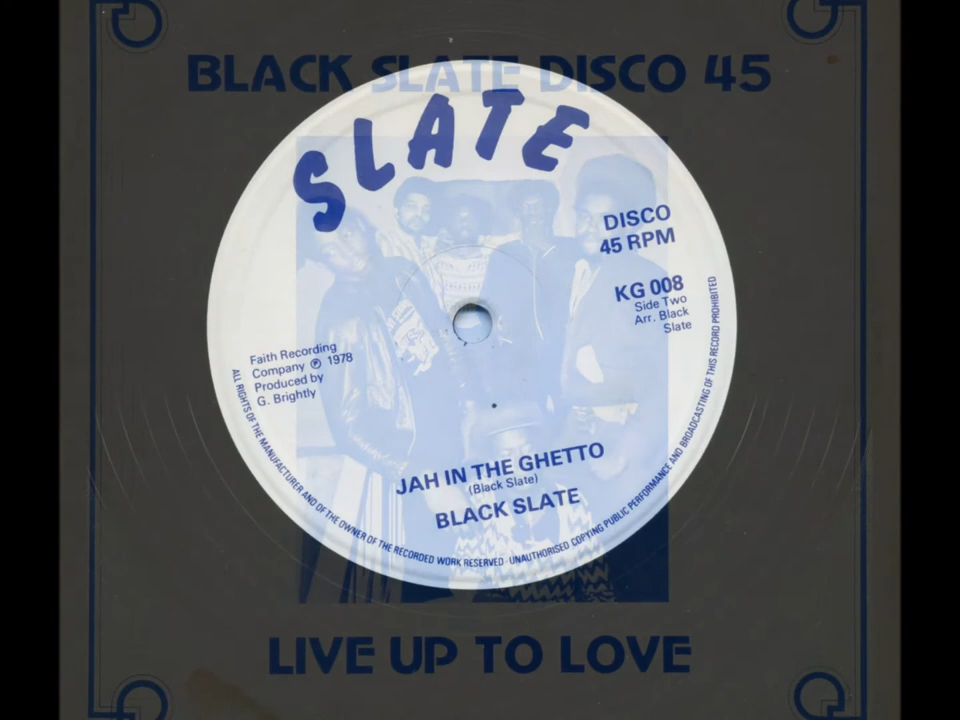 BLACK SLATE DISCO 45
SLATE
DISCO
45 RPM
KG 008
Side Two
Arr. Black
Slate
Faith Recording
Company ℗ 1978
Produced by
G. Brightly
JAH IN THE GHETTO
(Black Slate)
BLACK SLATE
ALL RIGHTS OF THE MANUFACTURER AND OF THE OWNER OF THE RECORDED WORK RESERVED · UNAUTHORISED COPYING PUBLIC PERFORMANCE AND BROADCASTING OF THIS RECORD PROHIBITED
LIVE UP TO LOVE